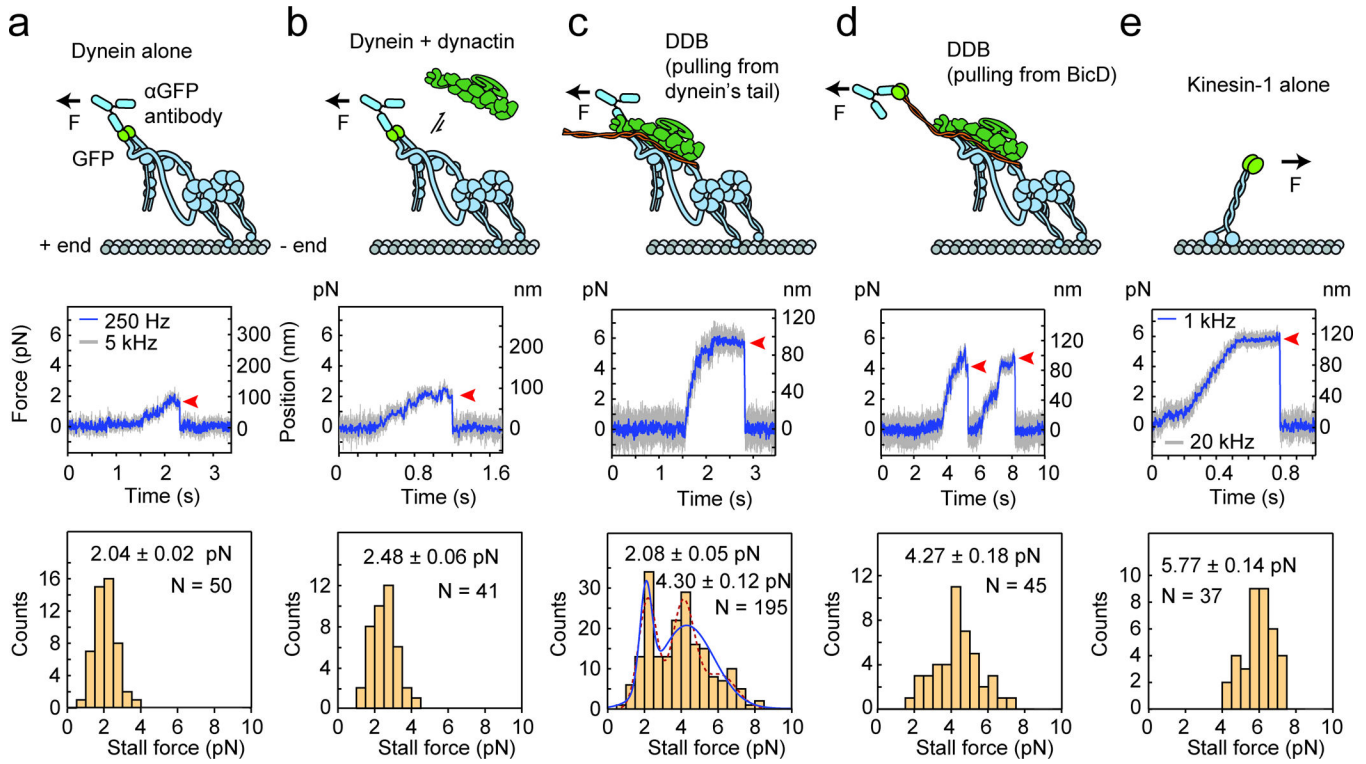 a
b
c
d
e
Dynein alone
αGFP
antibody
F
GFP
+ end
- end
Dynein + dynactin
F
DDB
(pulling from
dynein's tail)
F
DDB
(pulling from BicD)
F
Kinesin-1 alone
F
Force (pN)
6
4
2
0
250 Hz
5 kHz
300
200
100
0
Position (nm)
0 1 2 3
Time (s)
pN
nm
6
4
2
0
200
100
0
0 0.8 1.6
Time (s)
pN
nm
6
4
2
0
120
80
40
0
0 2 3
Time (s)
pN
nm
6
4
2
0
120
80
40
0
0 2 4 6 8 10
Time (s)
pN
nm
1 kHz
20 kHz
6
4
2
0
120
80
40
0
0 0.4 0.8
Time (s)
2.04 ± 0.02 pN
N = 50
Counts
16
12
8
4
0
0 2 4 6 10
Stall force (pN)
2.48 ± 0.06 pN
N = 41
Counts
12
8
4
0
0 2 4 6 10
Stall force (pN)
2.08 ± 0.05 pN
4.30 ± 0.12 pN
N = 195
Counts
30
20
10
0
0 2 4 6 8 10
Stall force (pN)
4.27 ± 0.18 pN
N = 45
Counts
12
8
4
0
0 2 4 6 8 10
Stall force (pN)
5.77 ± 0.14 pN
N = 37
Counts
10
8
6
4
2
0
0 2 4 6 8 10
Stall force (pN)